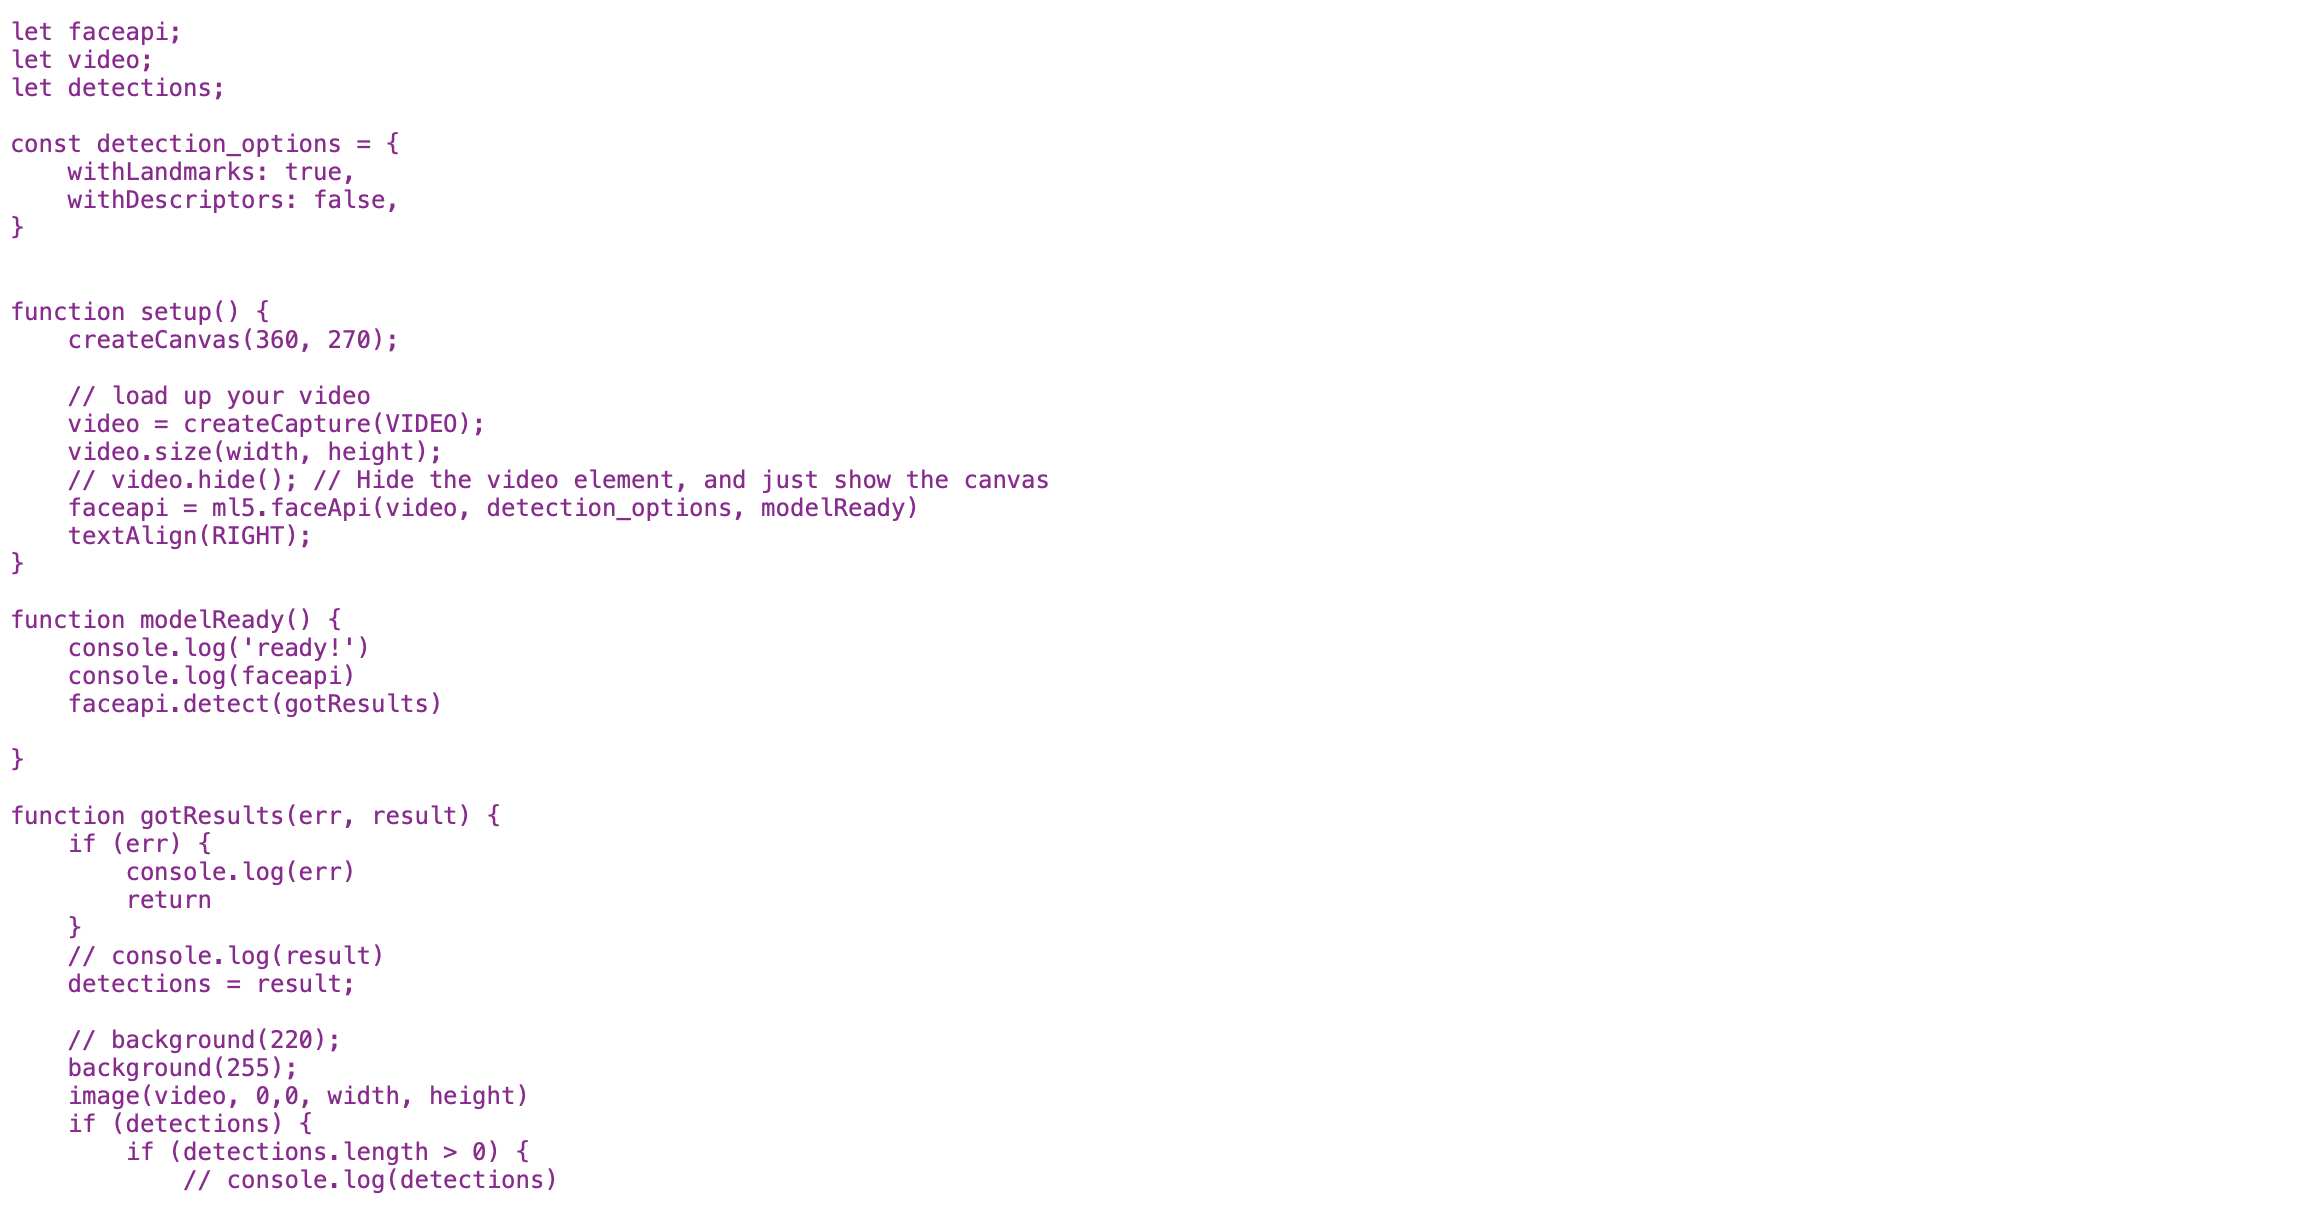 let faceapi;
let video;
let detections;

const detection_options = {
    withLandmarks: true,
    withDescriptors: false,
}


function setup() {
    createCanvas(360, 270);

    // load up your video
    video = createCapture(VIDEO);
    video.size(width, height);
    // video.hide(); // Hide the video element, and just show the canvas
    faceapi = ml5.faceApi(video, detection_options, modelReady)
    textAlign(RIGHT);
}

function modelReady() {
    console.log('ready!')
    console.log(faceapi)
    faceapi.detect(gotResults)

}

function gotResults(err, result) {
    if (err) {
        console.log(err)
        return
    }
    // console.log(result)
    detections = result;

    // background(220);
    background(255);
    image(video, 0,0, width, height)
    if (detections) {
        if (detections.length > 0) {
            // console.log(detections)